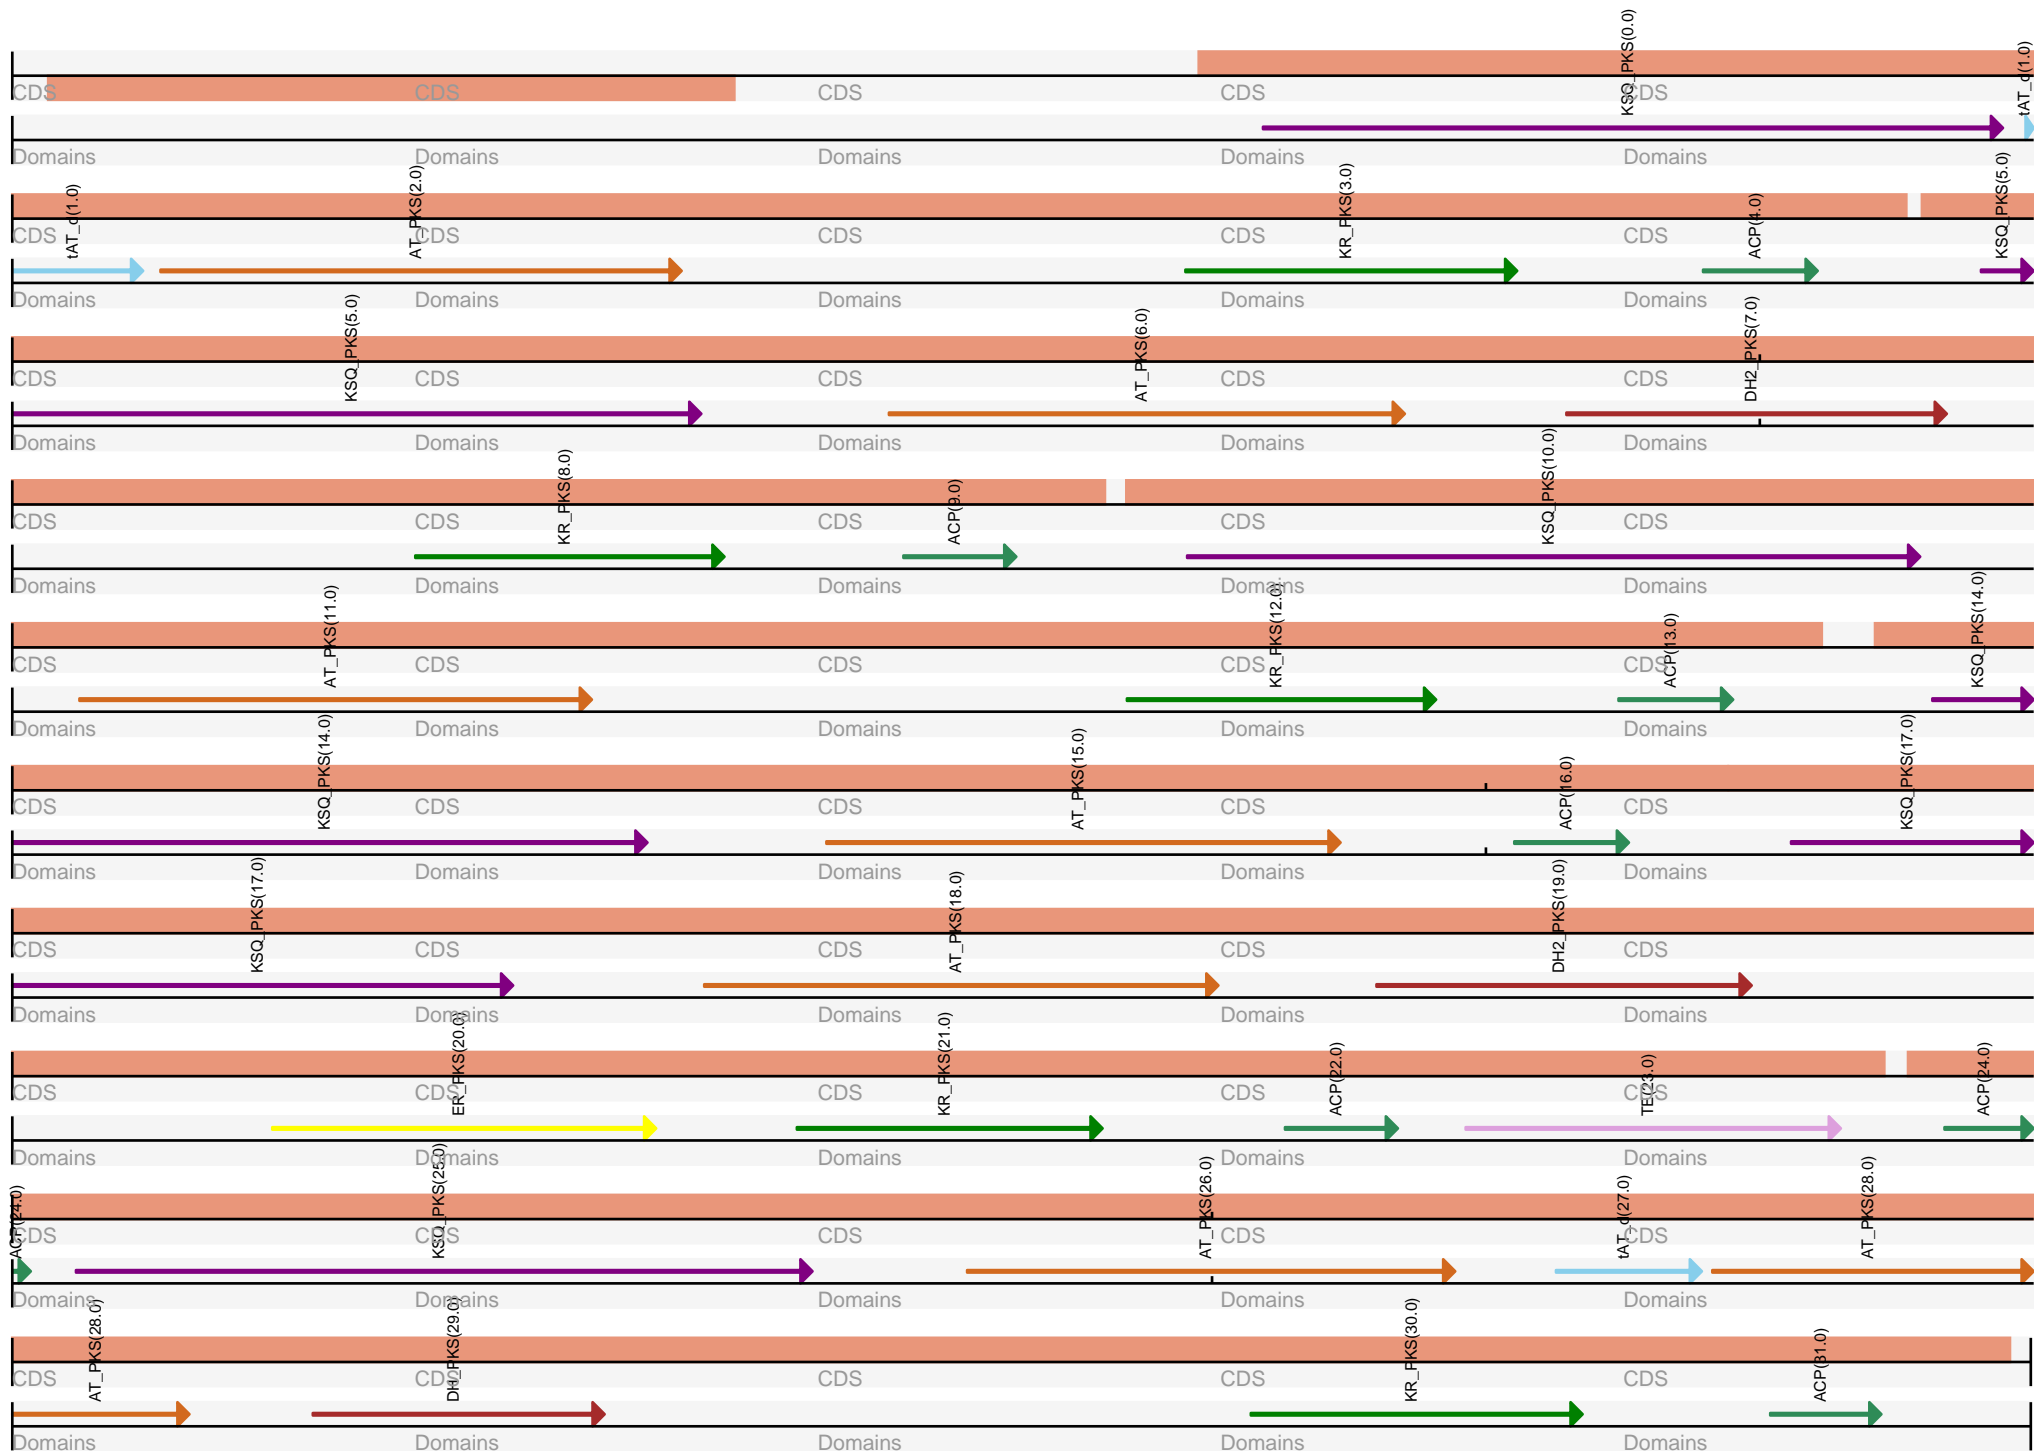 KSQ_PKS(0.0)
tAT_d(1.0)
CDS CDS CDS CDS CDS
Domains Domains Domains Domains Domains
tAT_d(1.0) AT_PKS(2.0) KR_PKS(3.0) ACP(4.0) KSQ_PKS(5.0)
CDS CDS CDS CDS CDS
Domains Domains Domains Domains Domains
KSQ_PKS(5.0) AT_PKS(6.0) DH2_PKS(7.0)
CDS CDS CDS CDS CDS
Domains Domains Domains Domains Domains
KR_PKS(8.0) ACP(9.0) KSQ_PKS(10.0)
CDS CDS CDS CDS CDS
Domains Domains Domains Domains Domains
AT_PKS(11.0) KR_PKS(12.0) ACP(13.0) KSQ_PKS(14.0)
CDS CDS CDS CDS CDS
Domains Domains Domains Domains Domains
KSQ_PKS(14.0) AT_PKS(15.0) ACP(16.0) KSQ_PKS(17.0)
CDS CDS CDS CDS CDS
Domains Domains Domains Domains Domains
KSQ_PKS(17.0) AT_PKS(18.0) DH2_PKS(19.0)
CDS CDS CDS CDS CDS
Domains Domains Domains Domains Domains
ER_PKS(20.0) KR_PKS(21.0) ACP(22.0) TE(23.0) ACP(24.0)
CDS CDS CDS CDS CDS
Domains Domains Domains Domains Domains
ACP(24.0) KSQ_PKS(25.0) AT_PKS(26.0) tAT_d(27.0) AT_PKS(28.0)
CDS CDS CDS CDS CDS
Domains Domains Domains Domains Domains
AT_PKS(28.0) DH_PKS(29.0) KR_PKS(30.0) ACP(31.0)
CDS CDS CDS CDS CDS
Domains Domains Domains Domains Domains